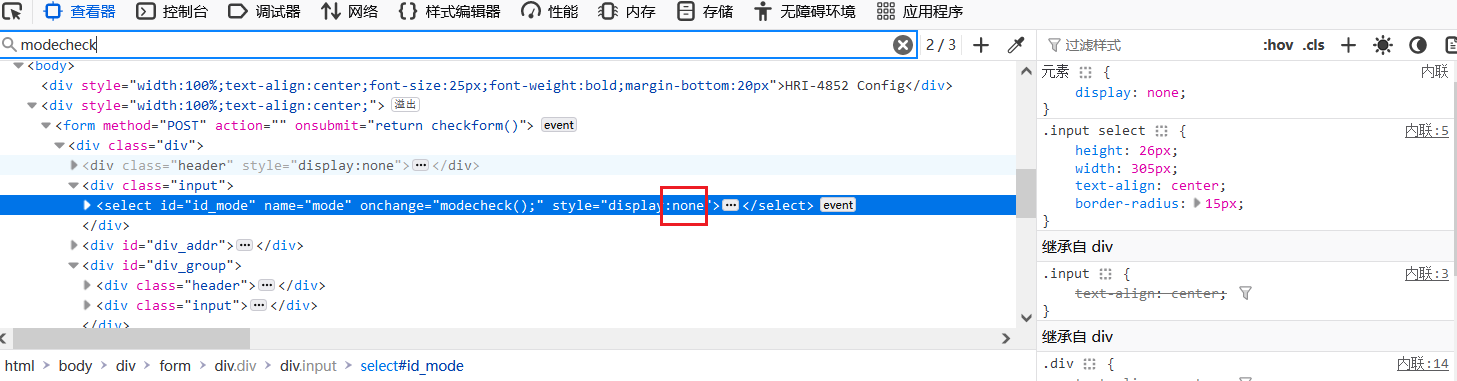 查看器 控制台 调试器 网络 {} 样式编辑器 性能 内存 存储 无障碍环境 应用程序
modecheck 2 / 3
<body>
<div style="width:100%;text-align:center;font-size:25px;font-weight:bold;margin-bottom:20px">HRI-4852 Config</div>
<div style="width:100%;text-align:center;"> 溢出
<form method="POST" action="" onsubmit="return checkform()"> event
<div class="div">
<div class="header" style="display:none"> ••• </div>
<div class="input">
<select id="id_mode" name="mode" onchange="modecheck();" style="display:none"> ••• </select> event
</div>
<div id="div_addr"> ••• </div>
<div id="div_group">
<div class="header"> ••• </div>
<div class="input"> ••• </div>
</div>
html > body > div > form > div.div > div.input > select#id_mode
过滤样式 :hov .cls
元素 { 内联
display: none;
}
.input select { 内联:5
height: 26px;
width: 305px;
text-align: center;
border-radius: 15px;
}
继承自 div
.input { 内联:3
text-align: center;
}
继承自 div
.div { 内联:14